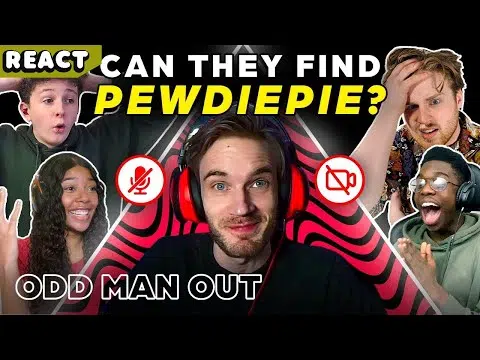 REACT
CAN THEY FIND
PEWDIEPIE?
ODD MAN OUT